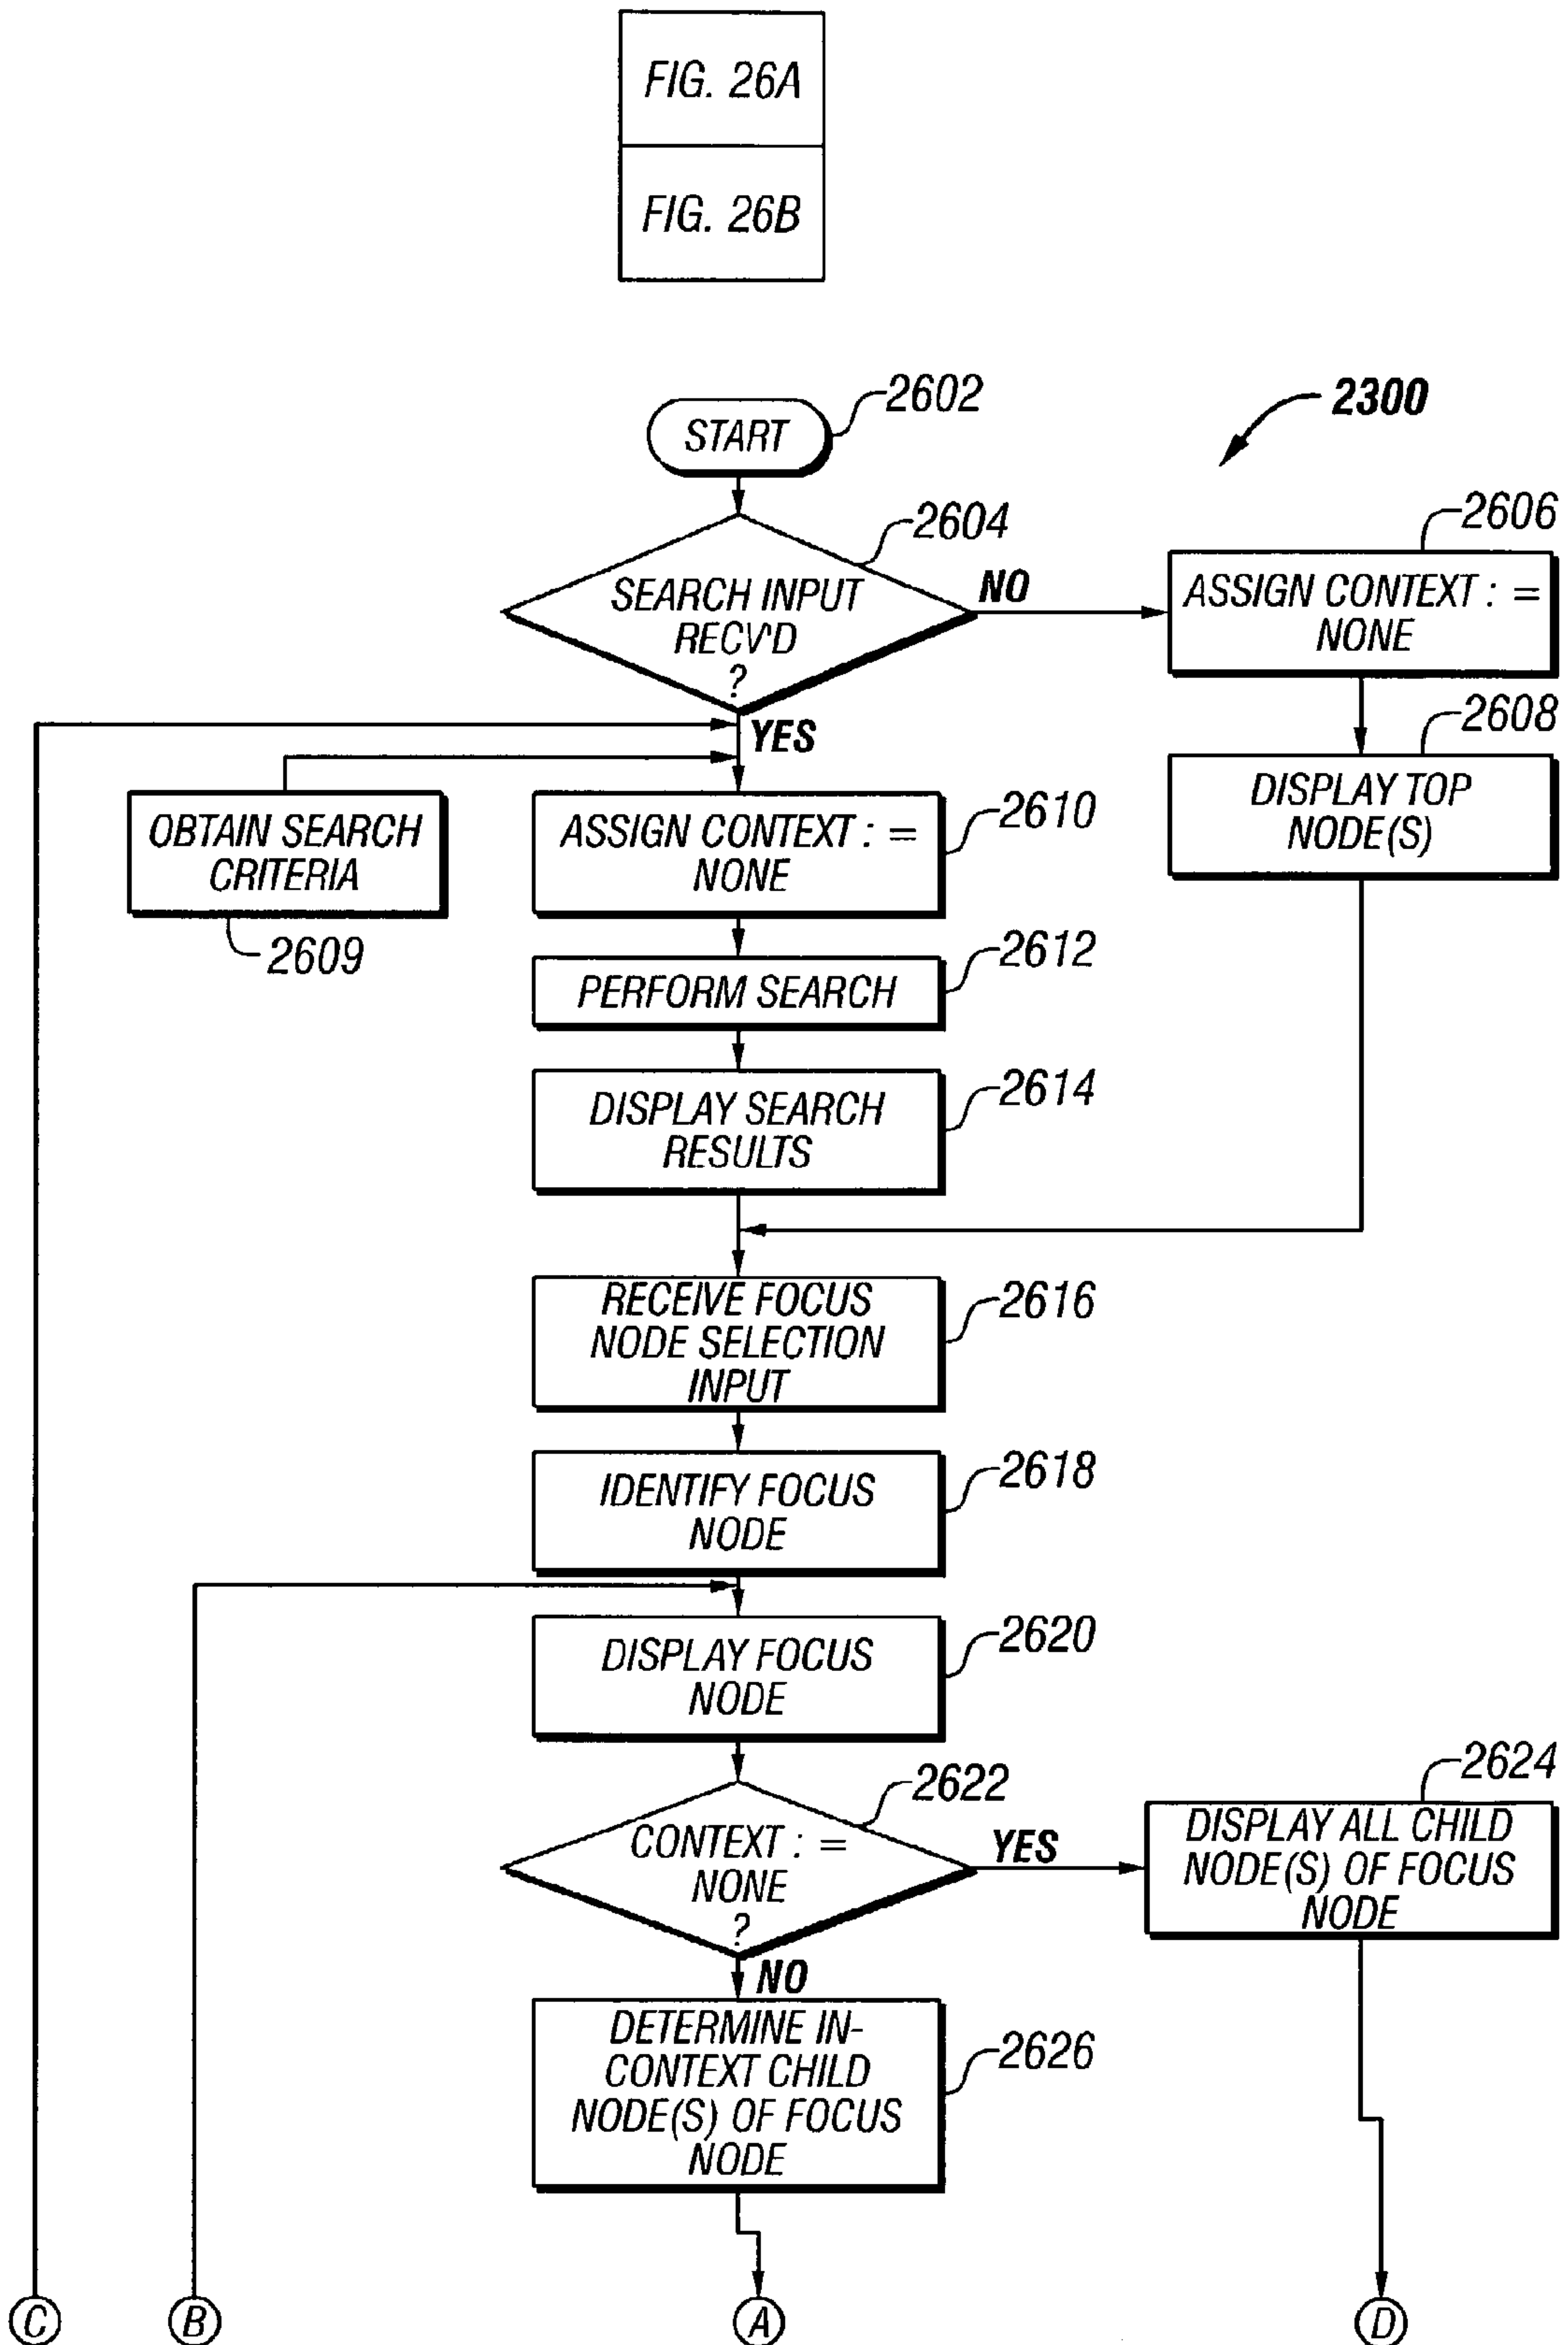 FIG. 26A
FIG. 26B
2602
START
2300
2604
SEARCH INPUT
RECV'D
?
NO
YES
2606
ASSIGN CONTEXT : =
NONE
2608
DISPLAY TOP
NODE(S)
OBTAIN SEARCH
CRITERIA
2609
2610
ASSIGN CONTEXT : =
NONE
2612
PERFORM SEARCH
2614
DISPLAY SEARCH
RESULTS
2616
RECEIVE FOCUS
NODE SELECTION
INPUT
2618
IDENTIFY FOCUS
NODE
2620
DISPLAY FOCUS
NODE
2622
CONTEXT : =
NONE
?
YES
NO
2624
DISPLAY ALL CHILD
NODE(S) OF FOCUS
NODE
2626
DETERMINE IN-
CONTEXT CHILD
NODE(S) OF FOCUS
NODE
C
B
A
D